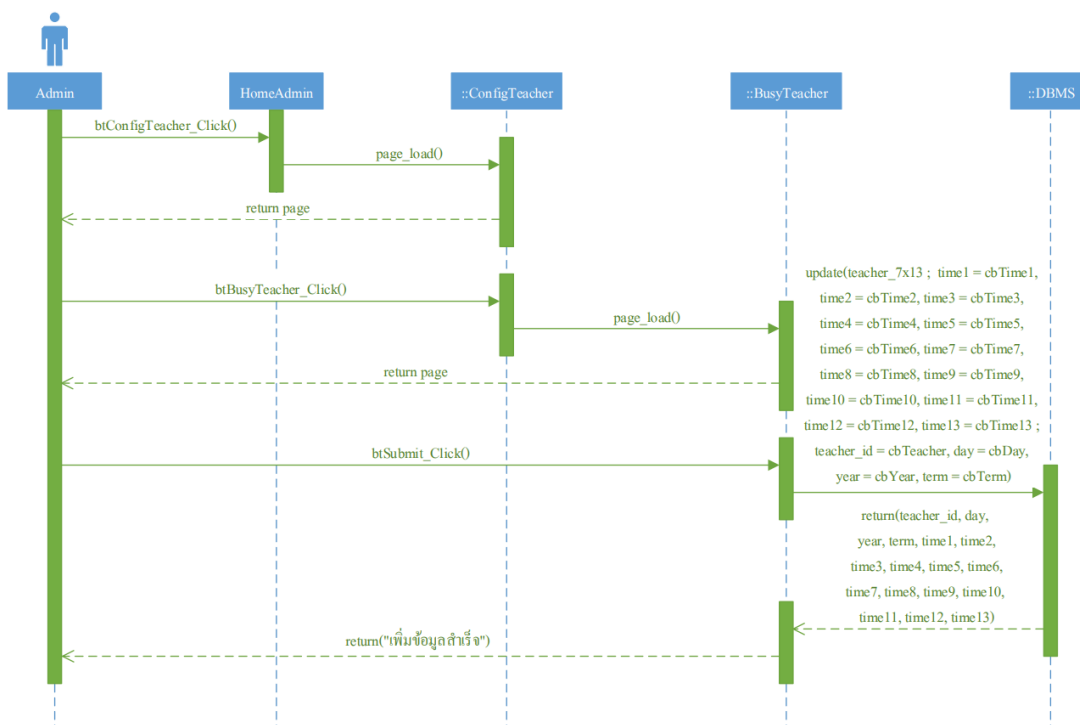 Admin
HomeAdmin
::ConfigTeacher
::BusyTeacher
::DBMS
btConfigTeacher_Click()
page_load()
return page
btBusyTeacher_Click()
page_load()
return page
update(teacher_7x13 ; time1 = cbTime1,
time2 = cbTime2, time3 = cbTime3,
time4 = cbTime4, time5 = cbTime5,
time6 = cbTime6, time7 = cbTime7,
time8 = cbTime8, time9 = cbTime9,
time10 = cbTime10, time11 = cbTime11,
time12 = cbTime12, time13 = cbTime13 ;
teacher_id = cbTeacher, day = cbDay,
year = cbYear, term = cbTerm)
btSubmit_Click()
return(teacher_id, day,
year, term, time1, time2,
time3, time4, time5, time6,
time7, time8, time9, time10,
time11, time12, time13)
return("เพิ่มข้อมูลสำเร็จ")